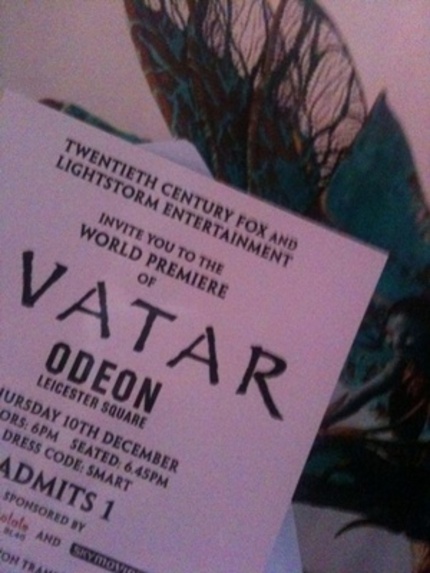 TWENTIETH CENTURY FOX AND
LIGHTSTORM ENTERTAINMENT
INVITE YOU TO THE
WORLD PREMIERE
OF
VATAR
ODEON
LEICESTER SQUARE
HURSDAY 10TH DECEMBER
ORS: 6PM SEATED: 6.45PM
DRESS CODE: SMART
ADMITS 1
SPONSORED BY
AND